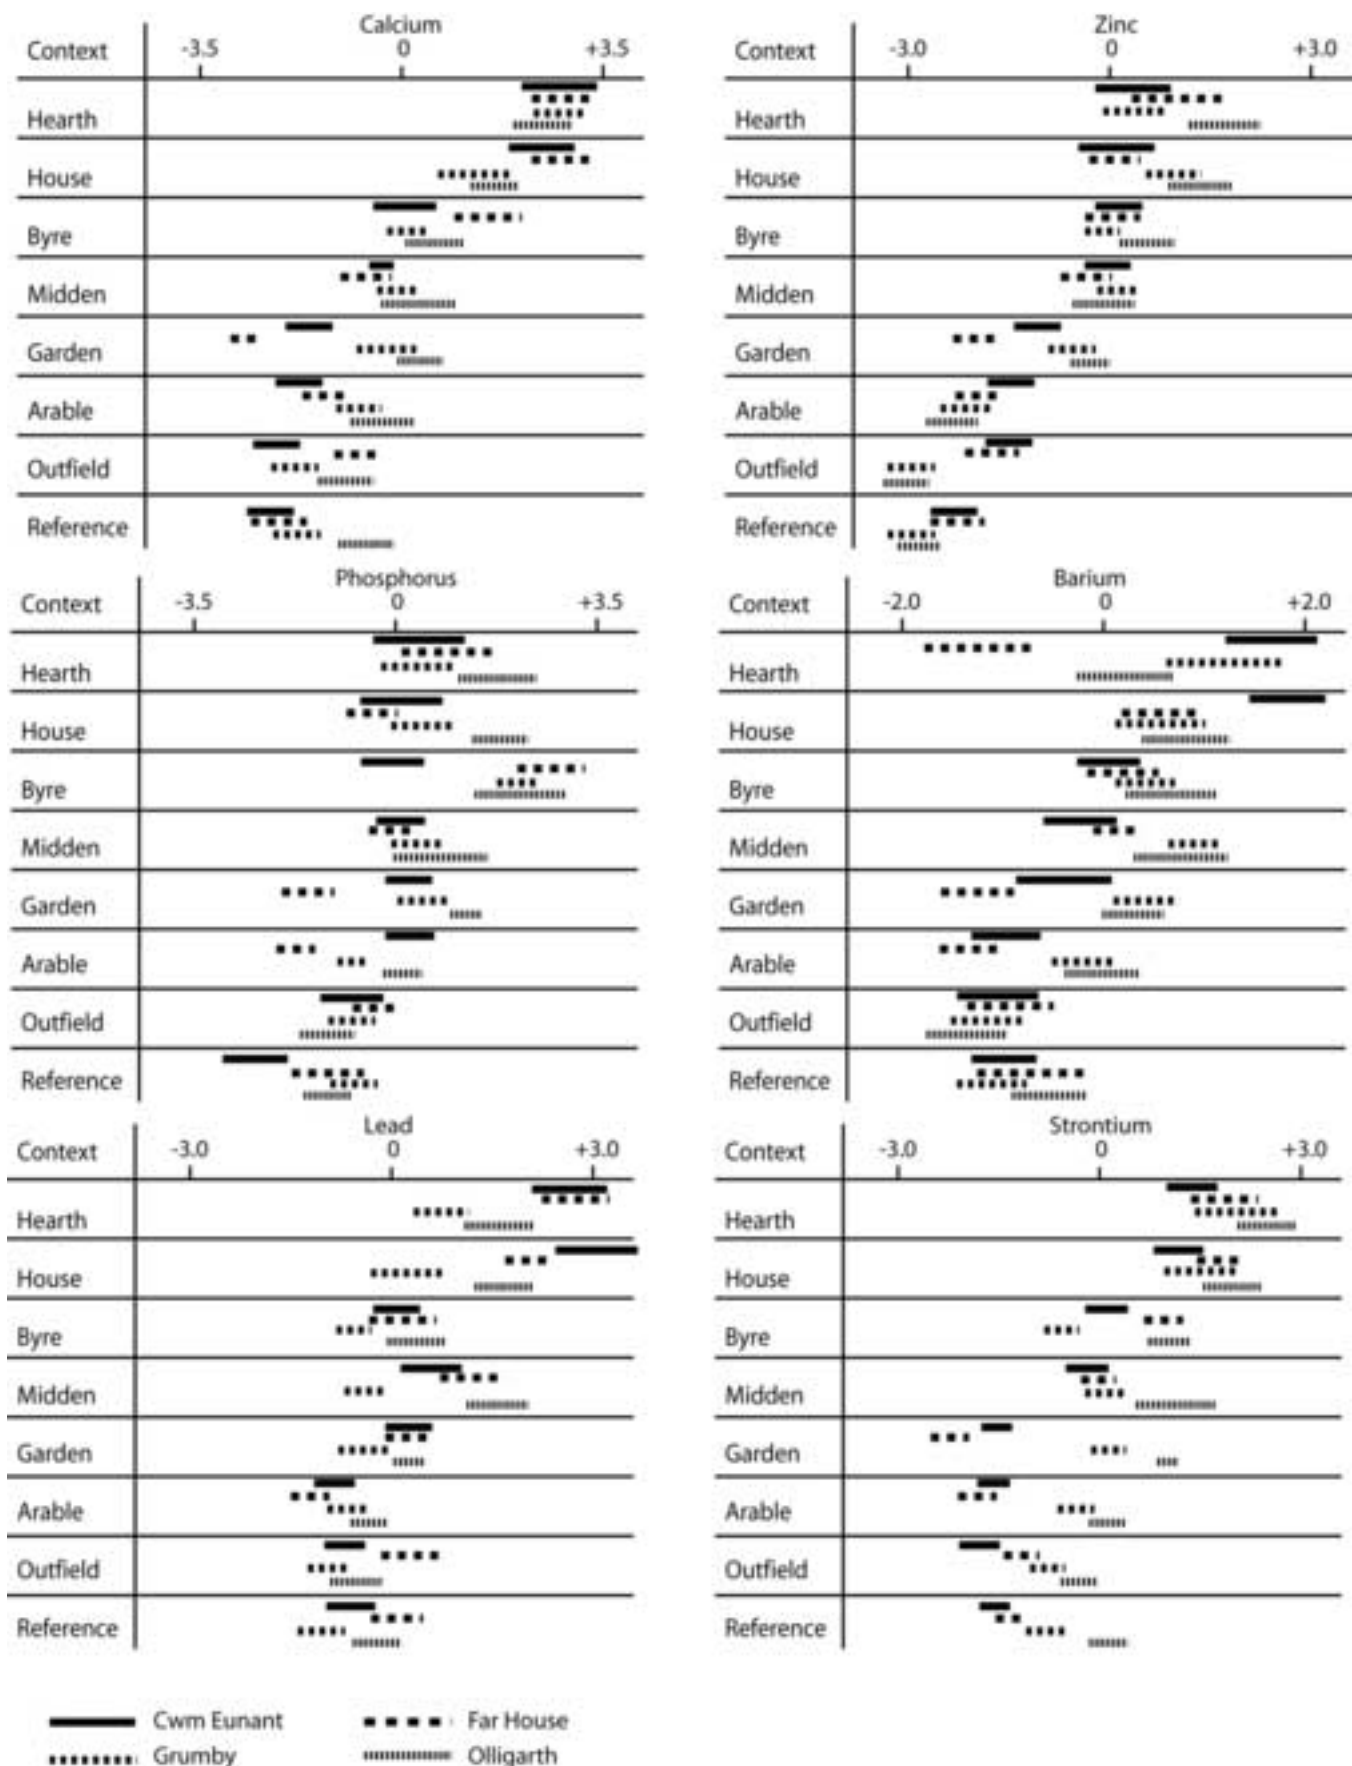 Calcium
Context -3.5 0 +3.5
Hearth
House
Byre
Midden
Garden
Arable
Outfield
Reference
Zinc
Context -3.0 0 +3.0
Hearth
House
Byre
Midden
Garden
Arable
Outfield
Reference
Phosphorus
Context -3.5 0 +3.5
Hearth
House
Byre
Midden
Garden
Arable
Outfield
Reference
Barium
Context -2.0 0 +2.0
Hearth
House
Byre
Midden
Garden
Arable
Outfield
Reference
Lead
Context -3.0 0 +3.0
Hearth
House
Byre
Midden
Garden
Arable
Outfield
Reference
Strontium
Context -3.0 0 +3.0
Hearth
House
Byre
Midden
Garden
Arable
Outfield
Reference
Cwm Eunant Far House
Grumby Olligarth